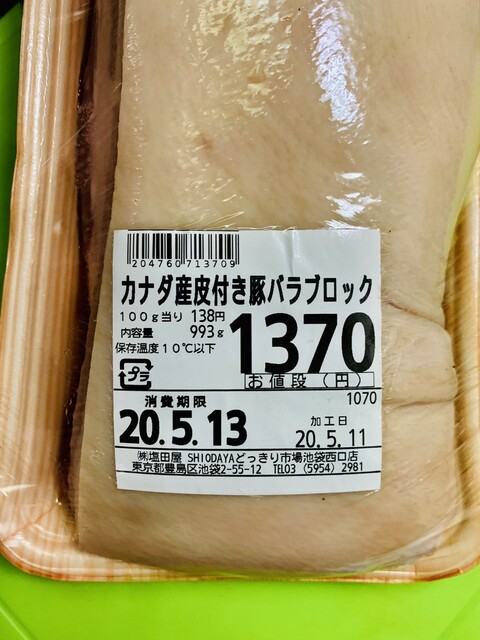 204760713709
カナダ産皮付き豚バラブロック
100g当り 138円
内容量 993g
1370
保存温度10℃以下
プラ
お値段(円)
1070
消費期限
加工日
20.5.13
20.5.11
㈱塩田屋 SHIODAYAどっきり市場池袋西口店
東京都豊島区池袋2-55-12 TEL03(5954)2981